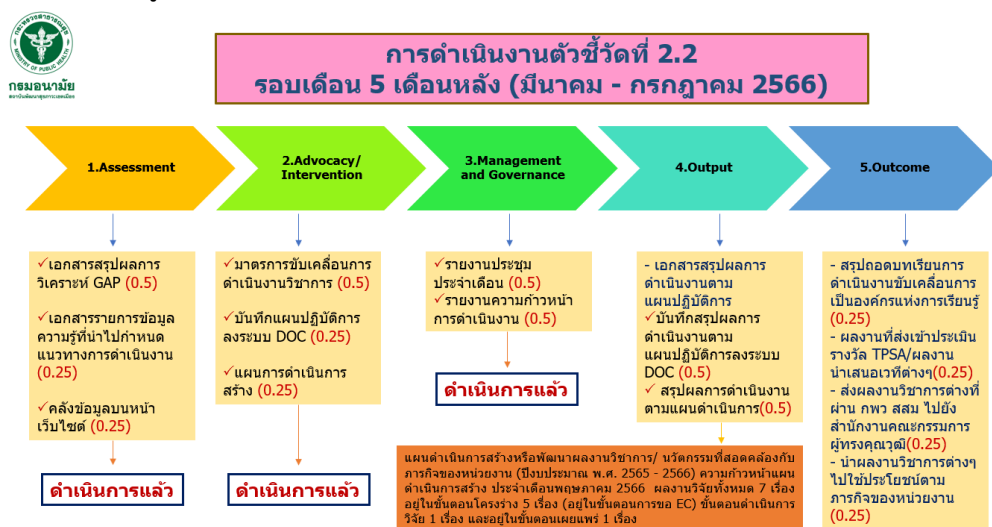 กระทรวงสาธารณสุข
MINISTRY OF PUBLIC HEALTH
กรมอนามัย
สถาบันพัฒนาสุขภาวะเขตเมือง
การดำเนินงานตัวชี้วัดที่ 2.2
รอบเดือน 5 เดือนหลัง (มีนาคม - กรกฎาคม 2566)
1.Assessment
2.Advocacy/
Intervention
3.Management
and Governance
4.Output
5.Outcome
✓เอกสารสรุปผลการ
วิเคราะห์ GAP (0.5)
✓เอกสารรายการข้อมูล
ความรู้ที่นำไปกำหนด
แนวทางการดำเนินงาน
(0.25)
✓คลังข้อมูลบนหน้า
เว็บไซต์ (0.25)
ดำเนินการแล้ว
✓มาตรการขับเคลื่อนการ
ดำเนินงานวิชาการ (0.5)
✓บันทึกแผนปฏิบัติการ
ลงระบบ DOC (0.25)
✓แผนการดำเนินการ
สร้าง (0.25)
ดำเนินการแล้ว
✓รายงานประชุม
ประจำเดือน (0.5)
✓รายงานความก้าวหน้า
การดำเนินงาน (0.5)
ดำเนินการแล้ว
- เอกสารสรุปผลการ
ดำเนินงานตาม
แผนปฏิบัติการ
✓บันทึกสรุปผลการ
ดำเนินงานตาม
แผนปฏิบัติการลงระบบ
DOC (0.5)
✓ สรุปผลการดำเนินงาน
ตามแผนดำเนินการ(0.5)
แผนดำเนินการสร้างหรือพัฒนาผลงานวิชาการ/ นวัตกรรมที่สอดคล้องกับ
ภารกิจของหน่วยงาน (ปีงบประมาณ พ.ศ. 2565 - 2566) ความก้าวหน้าแผน
ดำเนินการสร้าง ประจำเดือนพฤษภาคม 2566 ผลงานวิจัยทั้งหมด 7 เรื่อง
อยู่ในขั้นตอนโครงร่าง 5 เรื่อง (อยู่ในขั้นตอนการขอ EC) ขั้นตอนดำเนินการ
วิจัย 1 เรื่อง และอยู่ในขั้นตอนเผยแพร่ 1 เรื่อง
- สรุปถอดบทเรียนการ
ดำเนินงานขับเคลื่อนการ
เป็นองค์กรแห่งการเรียนรู้
(0.25)
- ผลงานที่ส่งเข้าประเมิน
รางวัล TPSA/ผลงาน
นำเสนอเวทีต่างๆ(0.25)
- ส่งผลงานวิชาการต่างที่
ผ่าน กพว สสม ไปยัง
สำนักงานคณะกรรมการ
ผู้ทรงคุณวุฒิ(0.25)
- นำผลงานวิชาการต่างๆ
ไปใช้ประโยชน์ตาม
ภารกิจของหน่วยงาน
(0.25)